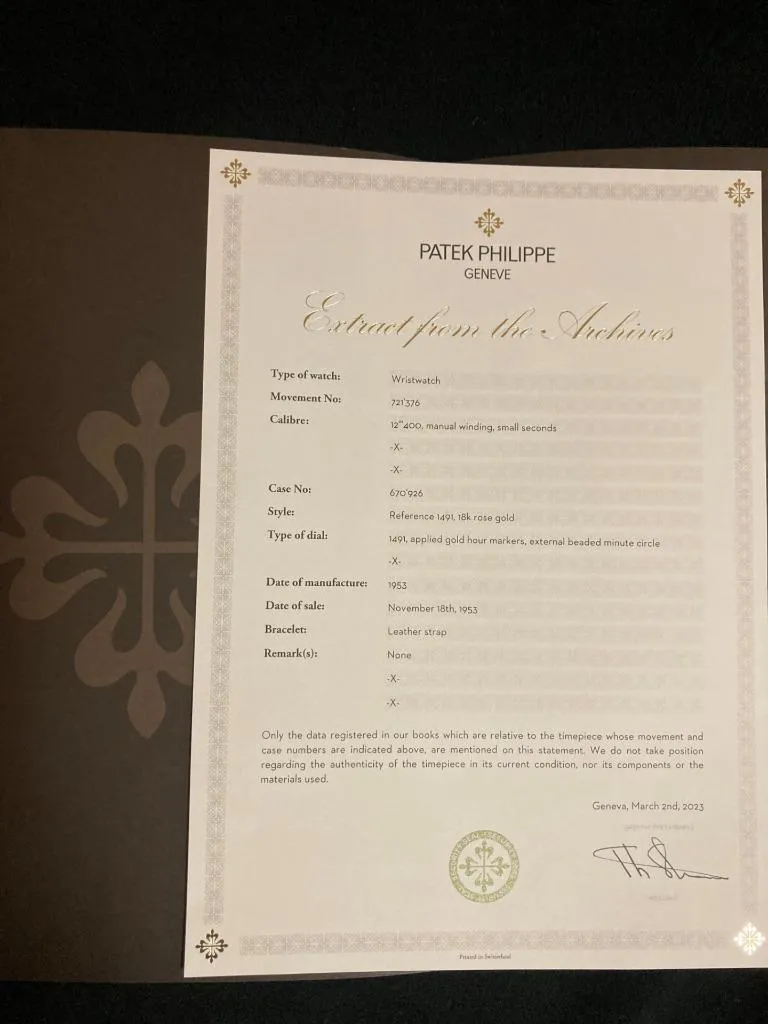 PATEK PHILIPPE
GENEVE
Extract from the Archives
Type of watch: Wristwatch
Movement No: 721'376
Calibre: 12'''400, manual winding, small seconds
-X-
-X-
Case No: 670'926
Style: Reference 1491, 18k rose gold
Type of dial: 1491, applied gold hour markers, external beaded minute circle
-X-
Date of manufacture: 1953
Date of sale: November 18th, 1953
Bracelet: Leather strap
Remark(s): None
-X-
-X-
Only the data registered in our books which are relative to the timepiece whose movement and
case numbers are indicated above, are mentioned on this statement. We do not take position
regarding the authenticity of the timepiece in its current condition, nor its components or the
materials used.
Geneva, March 2nd, 2023
Printed in Switzerland